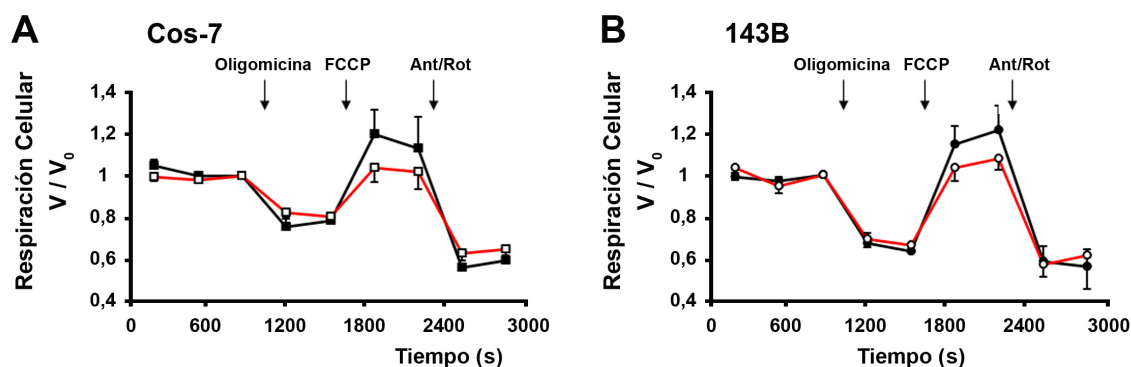 A
Cos-7
Oligomicina FCCP Ant/Rot
Respiración Celular
V / V0
1,4
1,2
1
0,8
0,6
0,4
0 600 1200 1800 2400 3000
Tiempo (s)
B
143B
Oligomicina FCCP Ant/Rot
Respiración Celular
V / V0
1,4
1,2
1
0,8
0,6
0,4
0 600 1200 1800 2400 3000
Tiempo (s)